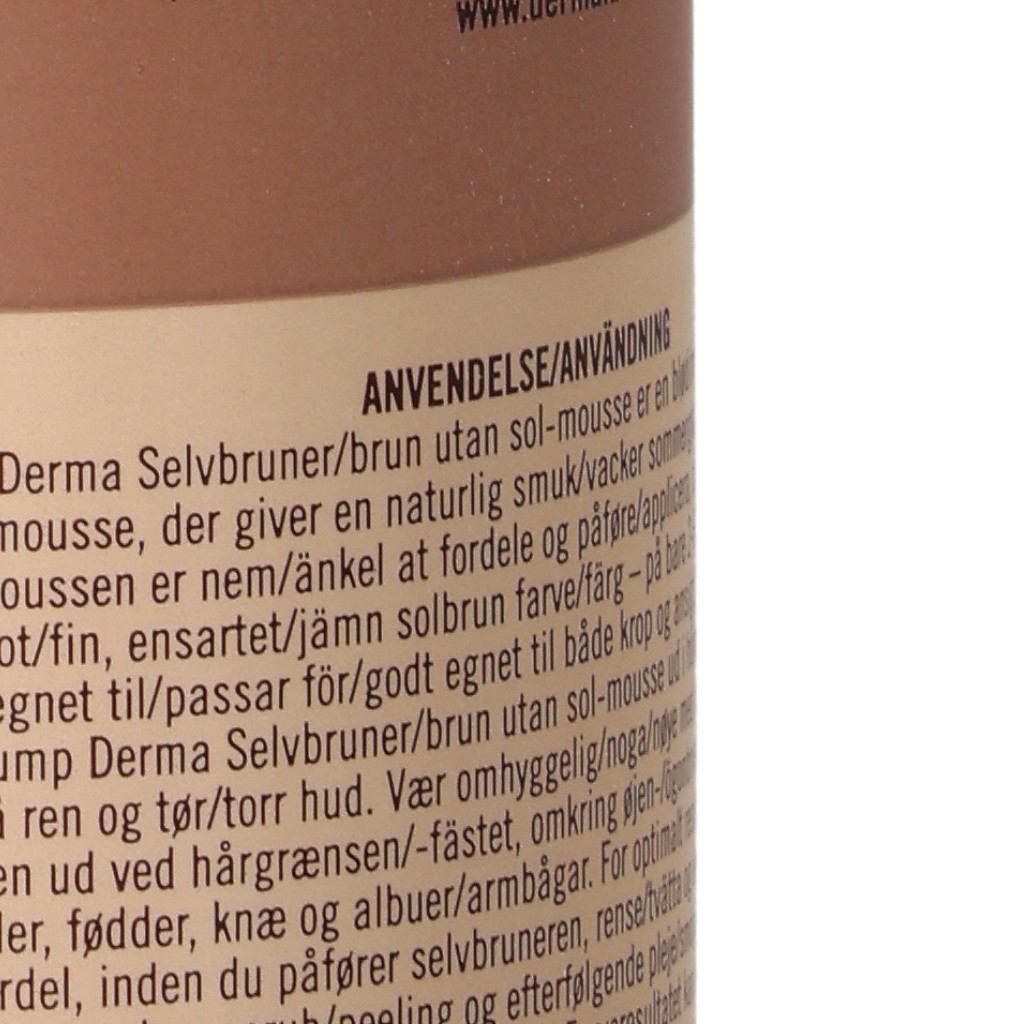 www.derma.
ANVENDELSE/ANVÄNDNING
Derma Selvbruner/brun utan sol-mousse er en
mousse, der giver en naturlig smuk/vacker
er nem/änkel at fordele og påføre/applicera
ot/fin, ensartet/jämn solbrun farve/färg – på bare
egnet til/passar för/godt egnet til både krop og
ump Derma Selvbruner/brun utan sol-mousse ud i
ren og tør/torr hud. Vær omhyggelig/noga/nøye
en ud ved hårgrænsen/-fästet, omkring øjen-
ler, fødder, knæ og albuer/armbågar. For optimalt
rdel, inden du påfører selvbruneren, rense/tvätta
/peeling og efterfølgende pleje